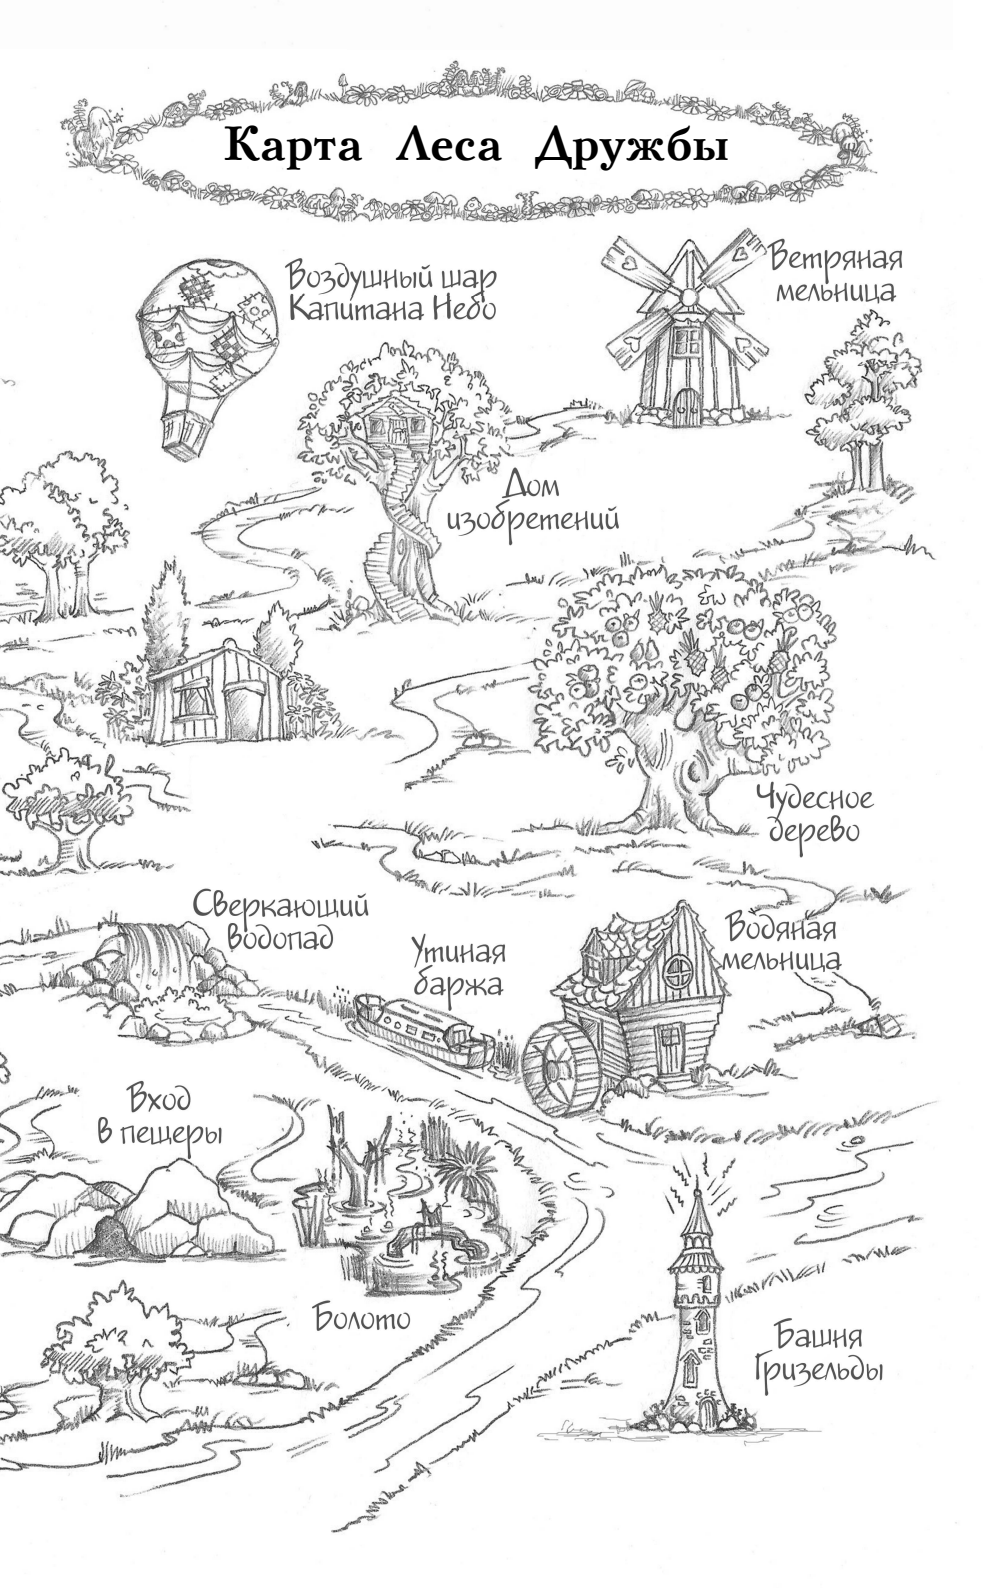 Карта Леса Дружбы
Воздушный шар
Капитана Небо
Ветряная
мельница
Дом
изобретений
Чудесное
дерево
Сверкающий
водопад
Утиная
баржа
Водяная
мельница
Вход
в пещеры
Болото
Башня
Гризельды